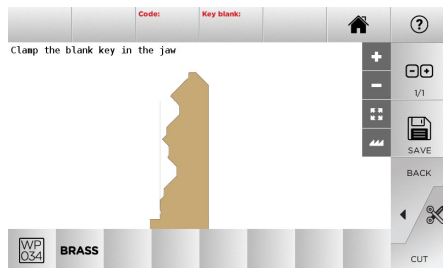 Code: Key blank:
?
Clamp the blank key in the jaw
+
-
1/1
SAVE
BACK
WP
034
BRASS
CUT